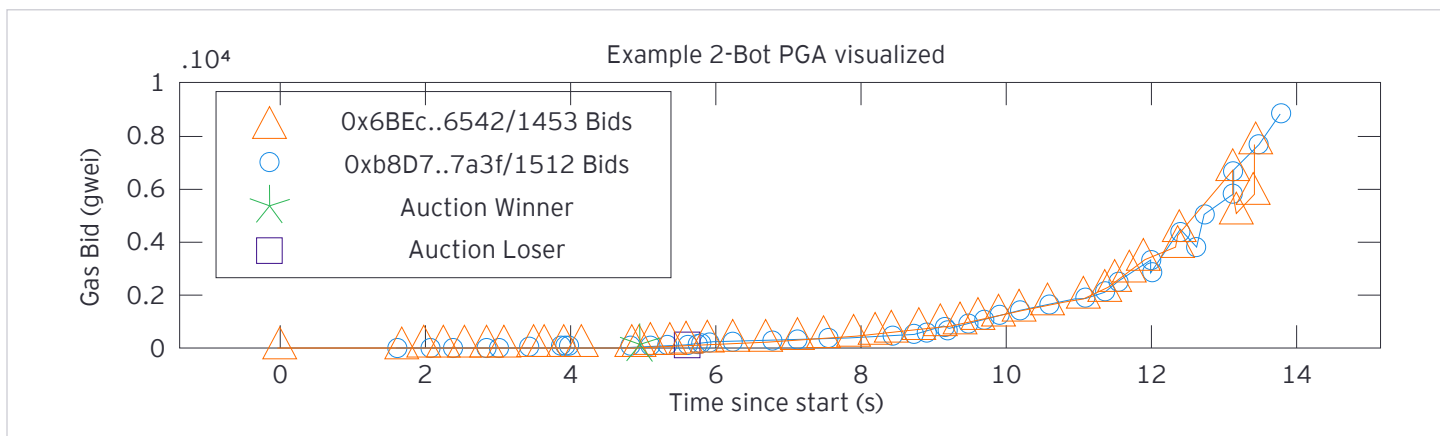 .10⁴
Example 2-Bot PGA visualized
1
0.8
0.6
0.4
0.2
0
Gas Bid (gwei)
0x6BEc..6542/1453 Bids
0xb8D7..7a3f/1512 Bids
Auction Winner
Auction Loser
0 2 4 6 8 10 12 14
Time since start (s)